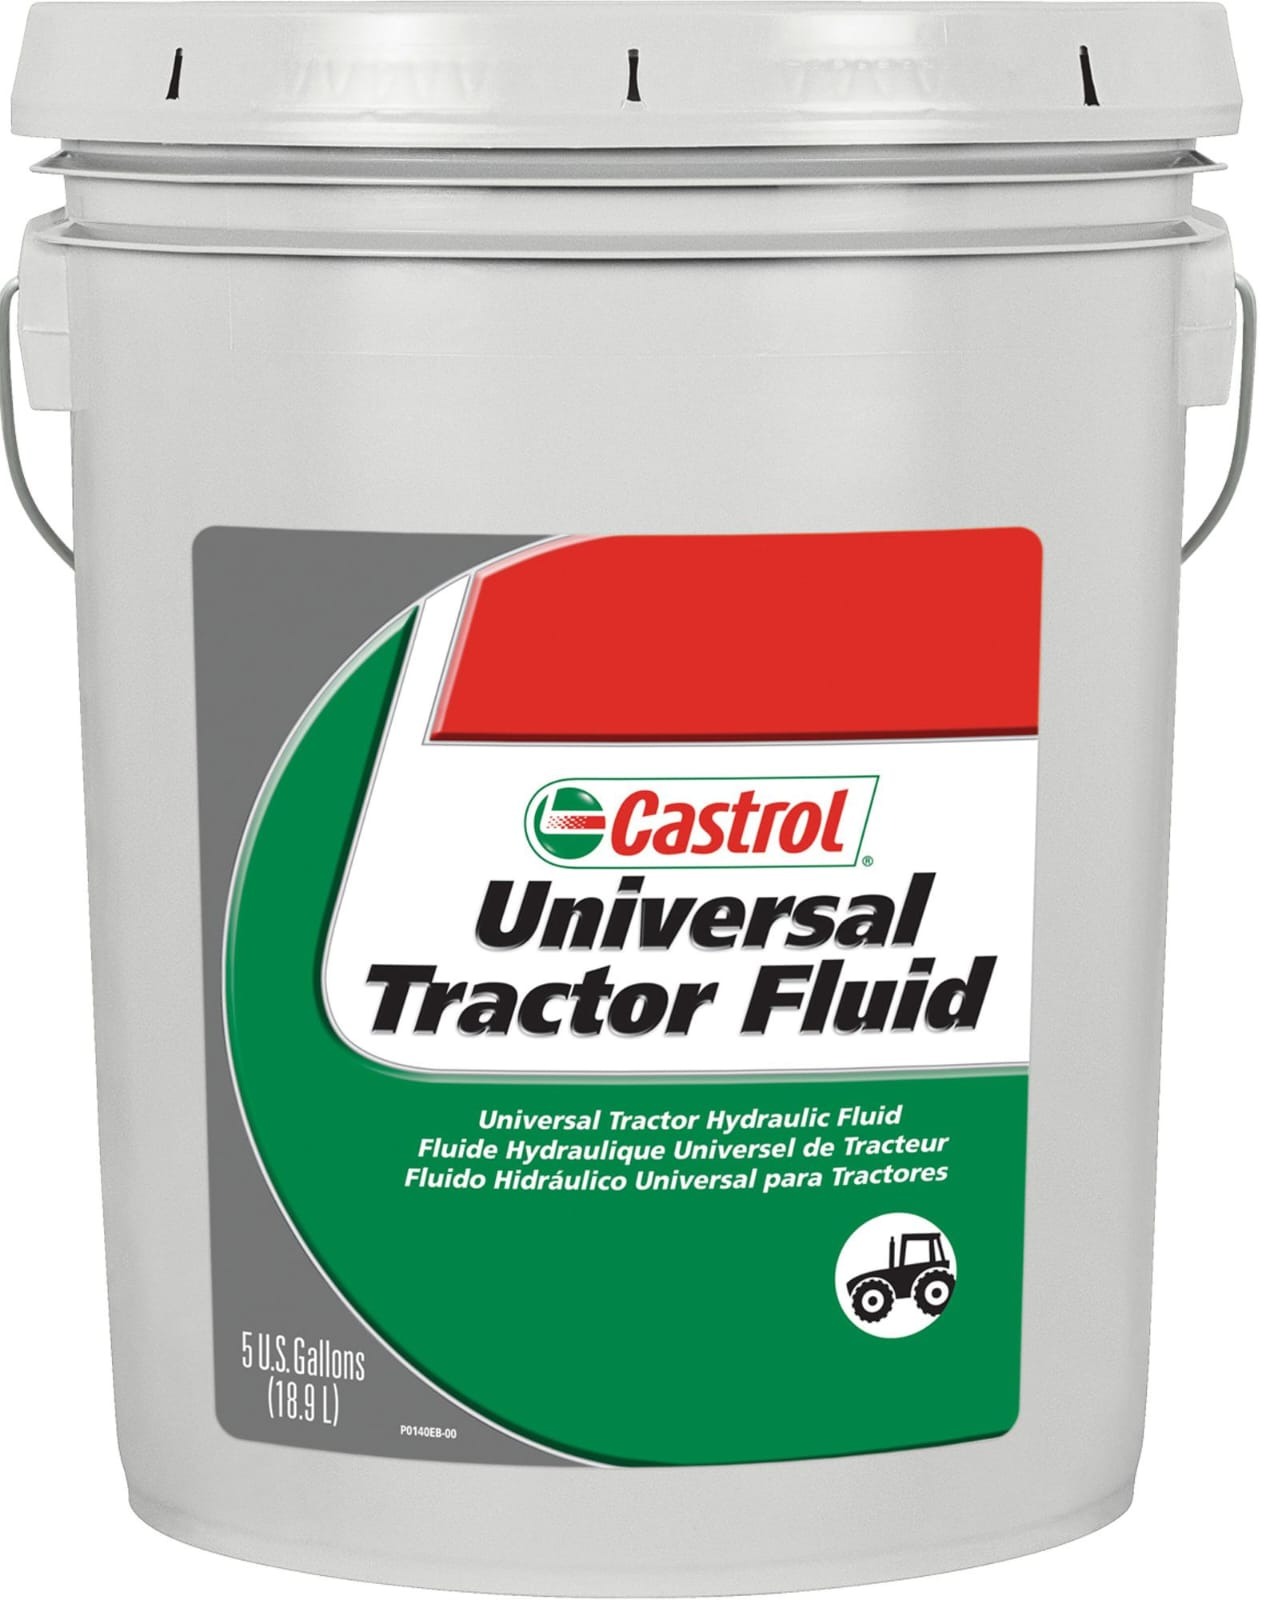 Castrol®
Universal
Tractor Fluid
Universal Tractor Hydraulic Fluid
Fluide Hydraulique Universel de Tracteur
Fluido Hidráulico Universal para Tractores
5 U.S. Gallons
(18.9 L)
P0140EB-00